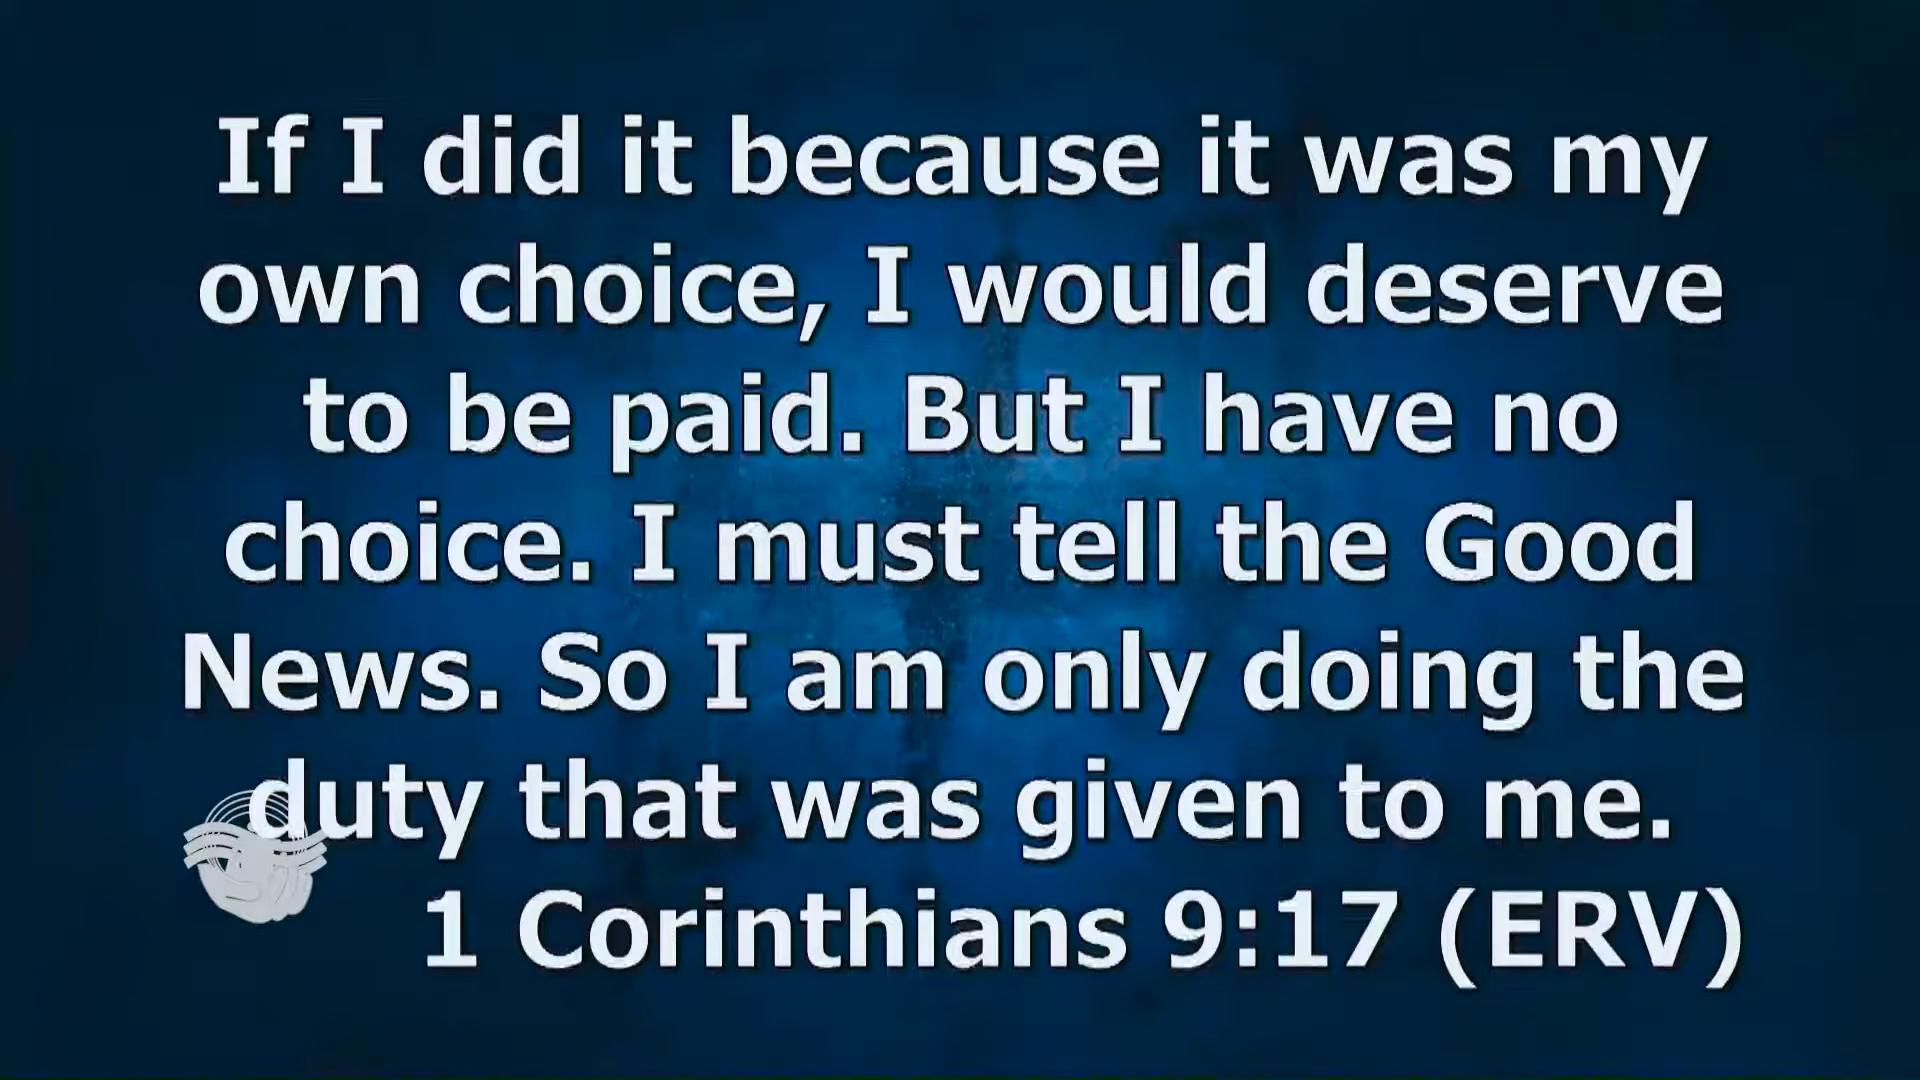 If I did it because it was my
own choice, I would deserve
to be paid. But I have no
choice. I must tell the Good
News. So I am only doing the
duty that was given to me.
1 Corinthians 9:17 (ERV)